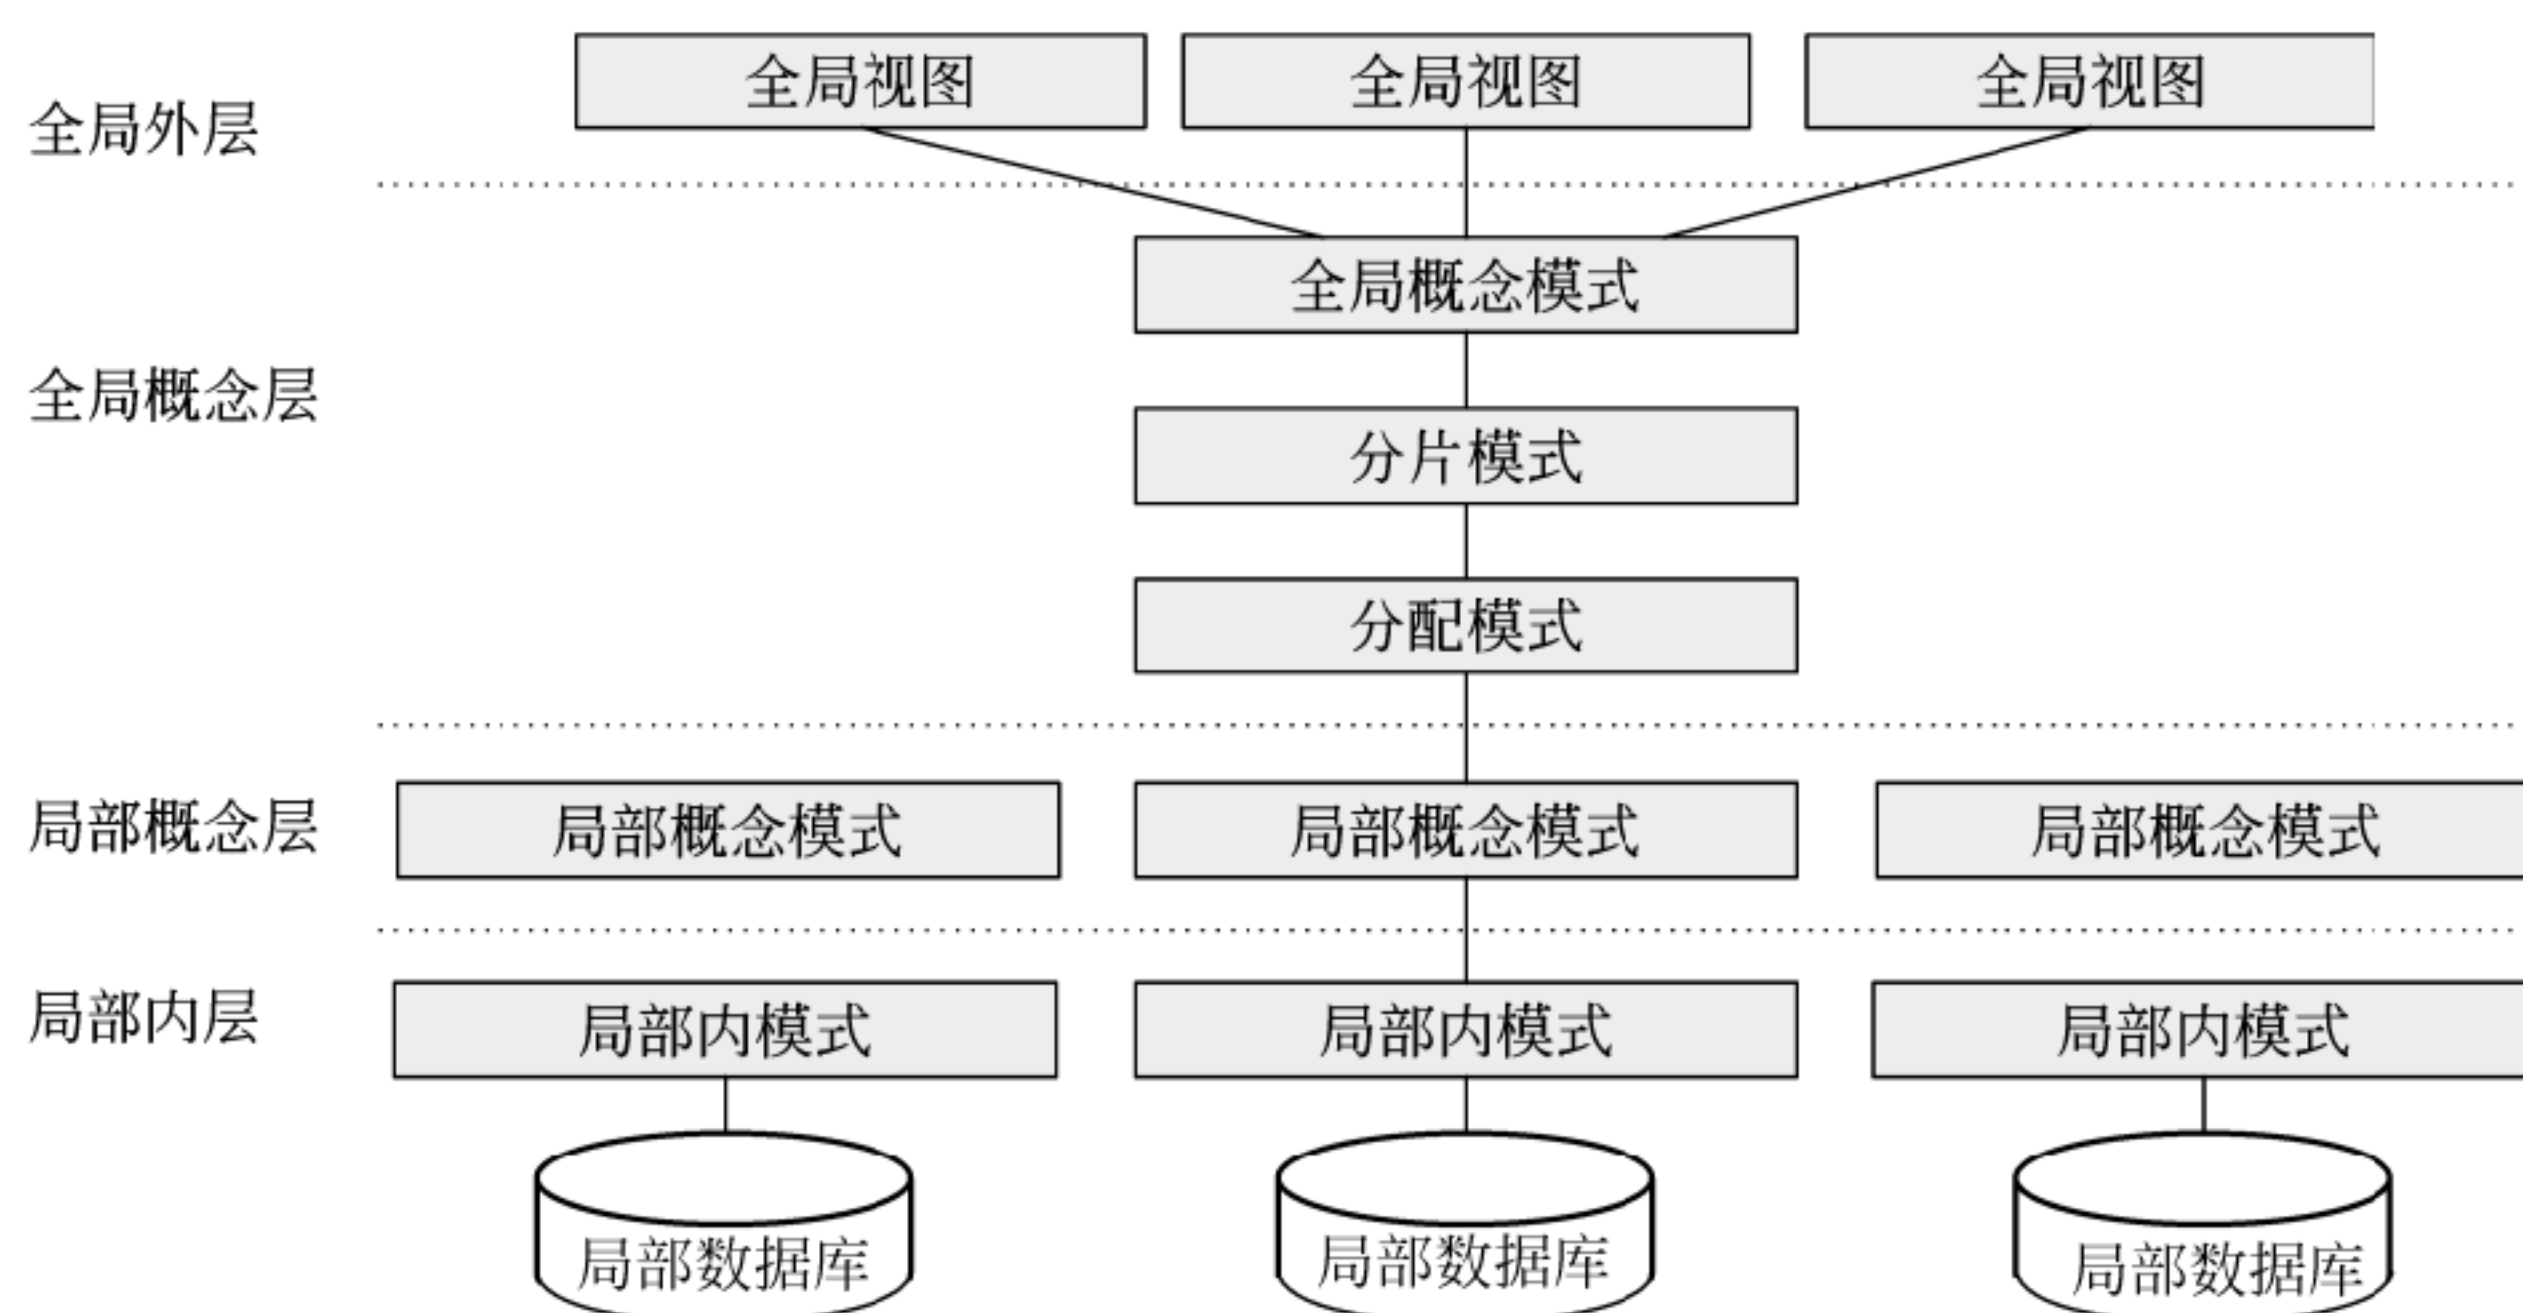 全局外层
全局视图
全局视图
全局视图
全局概念层
全局概念模式
分片模式
分配模式
局部概念层
局部概念模式
局部概念模式
局部概念模式
局部内层
局部内模式
局部内模式
局部内模式
局部数据库
局部数据库
局部数据库